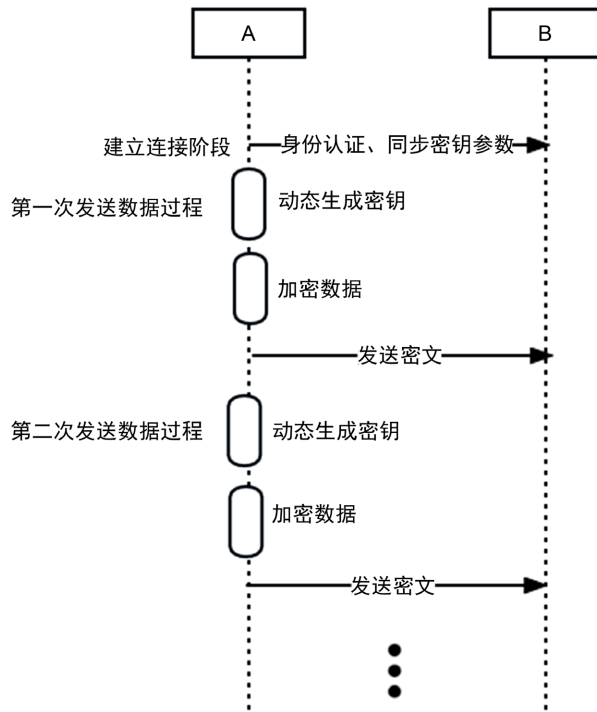 A
B
建立连接阶段
身份认证、同步密钥参数
第一次发送数据过程
动态生成密钥
加密数据
发送密文
第二次发送数据过程
动态生成密钥
加密数据
发送密文